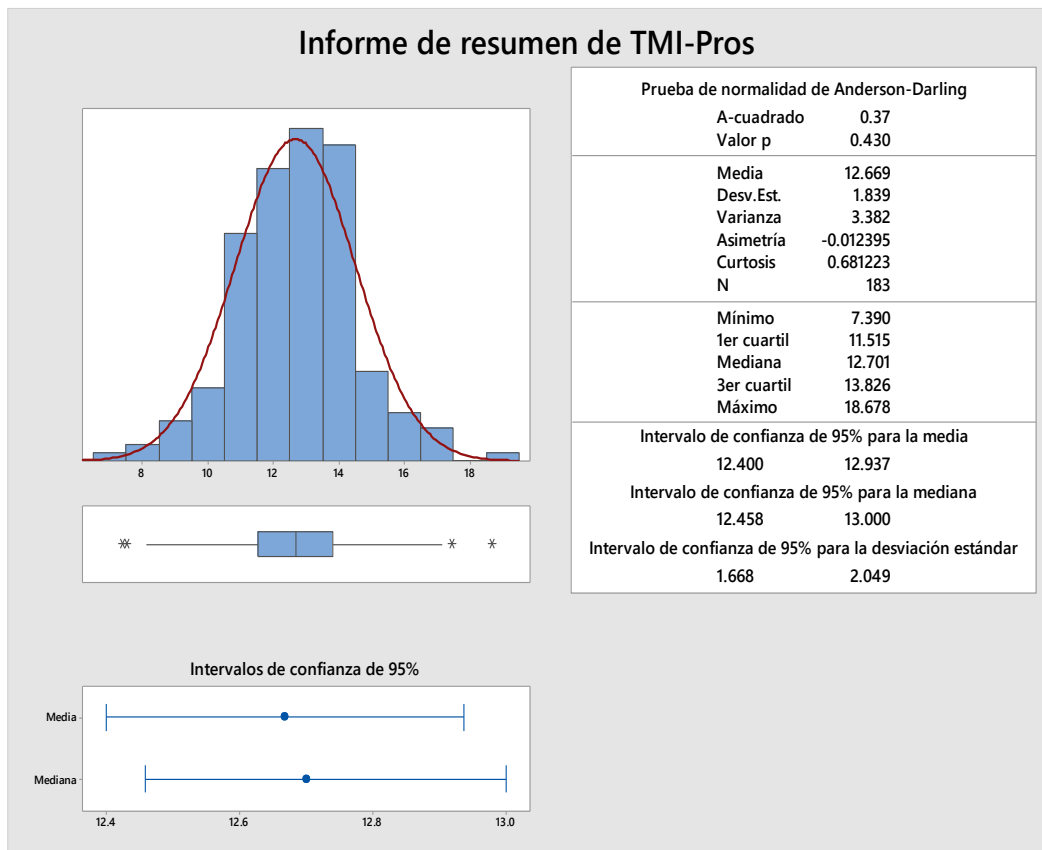 Informe de resumen de TMI-Pros
8 10 12 14 16 18
Prueba de normalidad de Anderson-Darling
A-cuadrado 0.37
Valor p 0.430
Media 12.669
Desv.Est. 1.839
Varianza 3.382
Asimetría -0.012395
Curtosis 0.681223
N 183
Mínimo 7.390
1er cuartil 11.515
Mediana 12.701
3er cuartil 13.826
Máximo 18.678
Intervalo de confianza de 95% para la media
12.400 12.937
Intervalo de confianza de 95% para la mediana
12.458 13.000
Intervalo de confianza de 95% para la desviación estándar
1.668 2.049
Intervalos de confianza de 95%
Media
Mediana
12.4 12.6 12.8 13.0